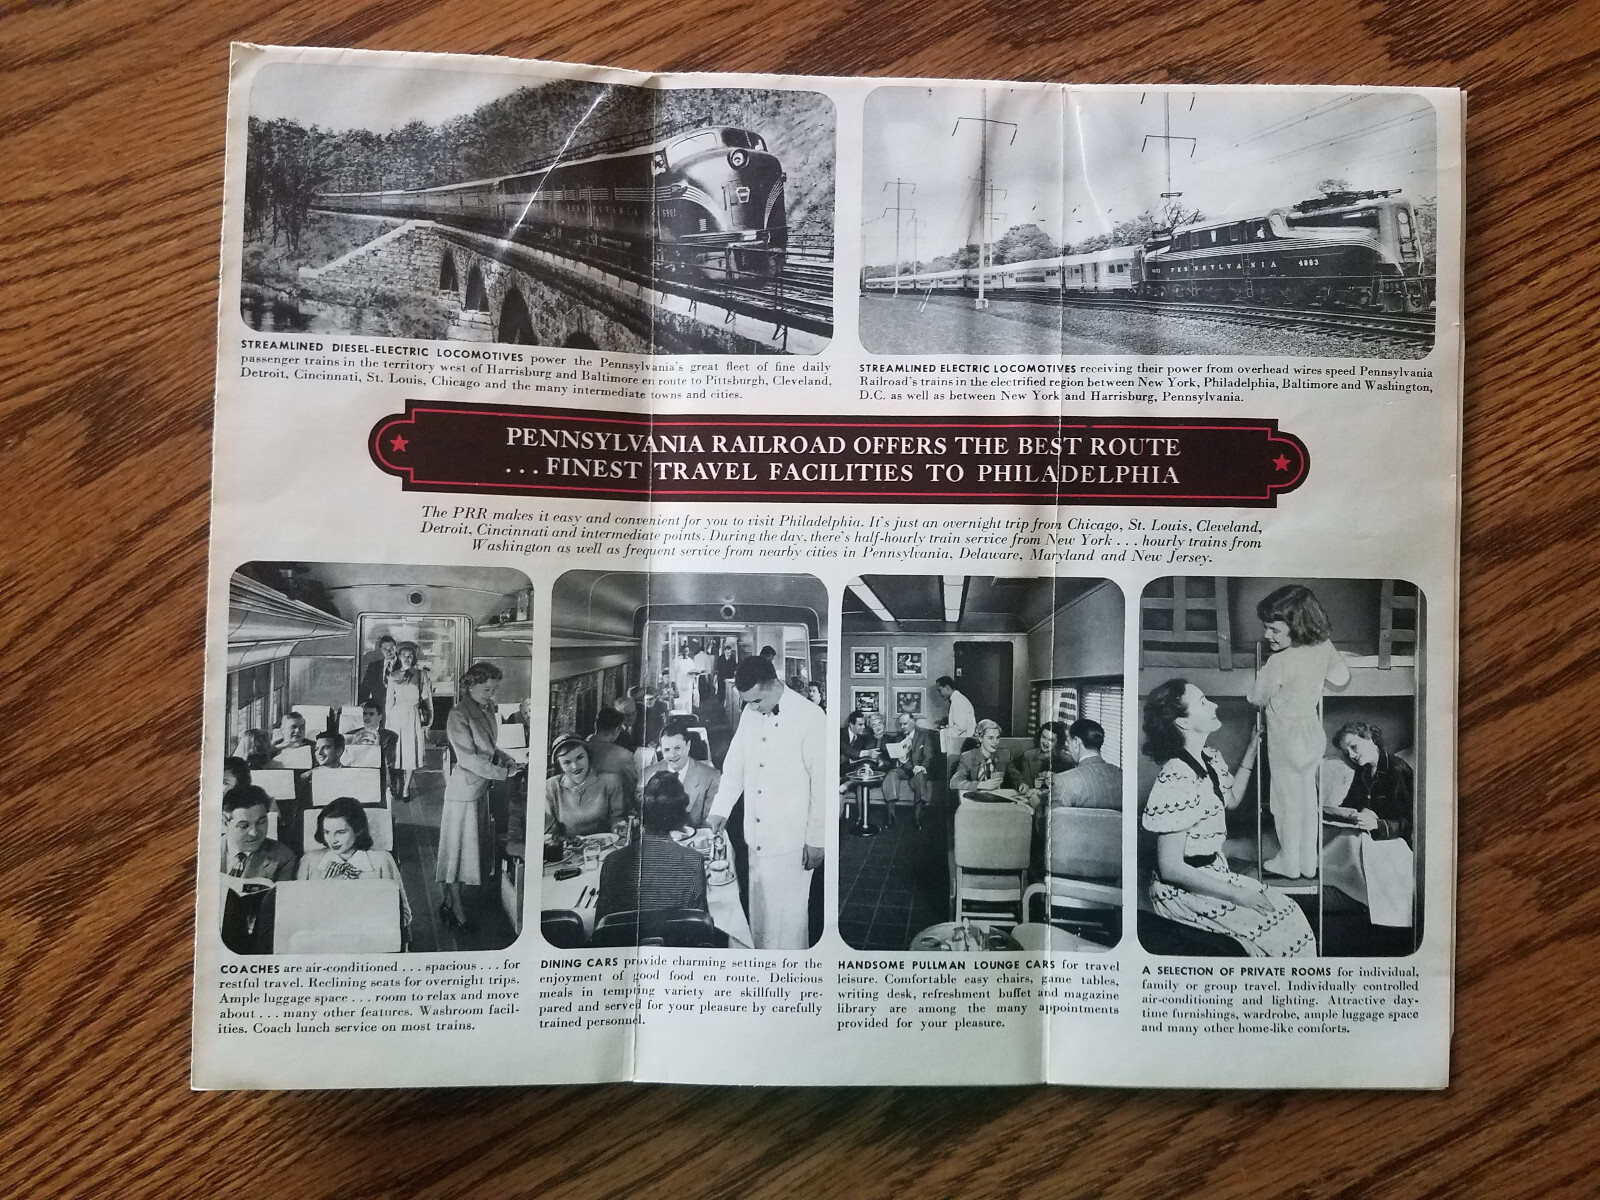 5901
PENNSYLVANIA
PENNSYLVANIA 4883
STREAMLINED DIESEL-ELECTRIC LOCOMOTIVES power the Pennsylvania's great fleet of fine daily
passenger trains in the territory west of Harrisburg and Baltimore en route to Pittsburgh, Cleveland,
Detroit, Cincinnati, St. Louis, Chicago and the many intermediate towns and cities.
STREAMLINED ELECTRIC LOCOMOTIVES receiving their power from overhead wires speed Pennsylvania
Railroad's trains in the electrified region between New York, Philadelphia, Baltimore and Washington,
D.C. as well as between New York and Harrisburg, Pennsylvania.
PENNSYLVANIA RAILROAD OFFERS THE BEST ROUTE
...FINEST TRAVEL FACILITIES TO PHILADELPHIA
The PRR makes it easy and convenient for you to visit Philadelphia. It's just an overnight trip from Chicago, St. Louis, Cleveland,
Detroit, Cincinnati and intermediate points. During the day, there's half-hourly train service from New York . . . hourly trains from
Washington as well as frequent service from nearby cities in Pennsylvania, Delaware, Maryland and New Jersey.
COACHES are air-conditioned . . . spacious . . . for
restful travel. Reclining seats for overnight trips.
Ample luggage space . . . room to relax and move
about . . . many other features. Washroom facil-
ities. Coach lunch service on most trains.
DINING CARS provide charming settings for the
enjoyment of good food en route. Delicious
meals in tempting variety are skillfully pre-
pared and served for your pleasure by carefully
trained personnel.
HANDSOME PULLMAN LOUNGE CARS for travel
leisure. Comfortable easy chairs, game tables,
writing desk, refreshment buffet and magazine
library are among the many appointments
provided for your pleasure.
A SELECTION OF PRIVATE ROOMS for individual,
family or group travel. Individually controlled
air-conditioning and lighting. Attractive day-
time furnishings, wardrobe, ample luggage space
and many other home-like comforts.